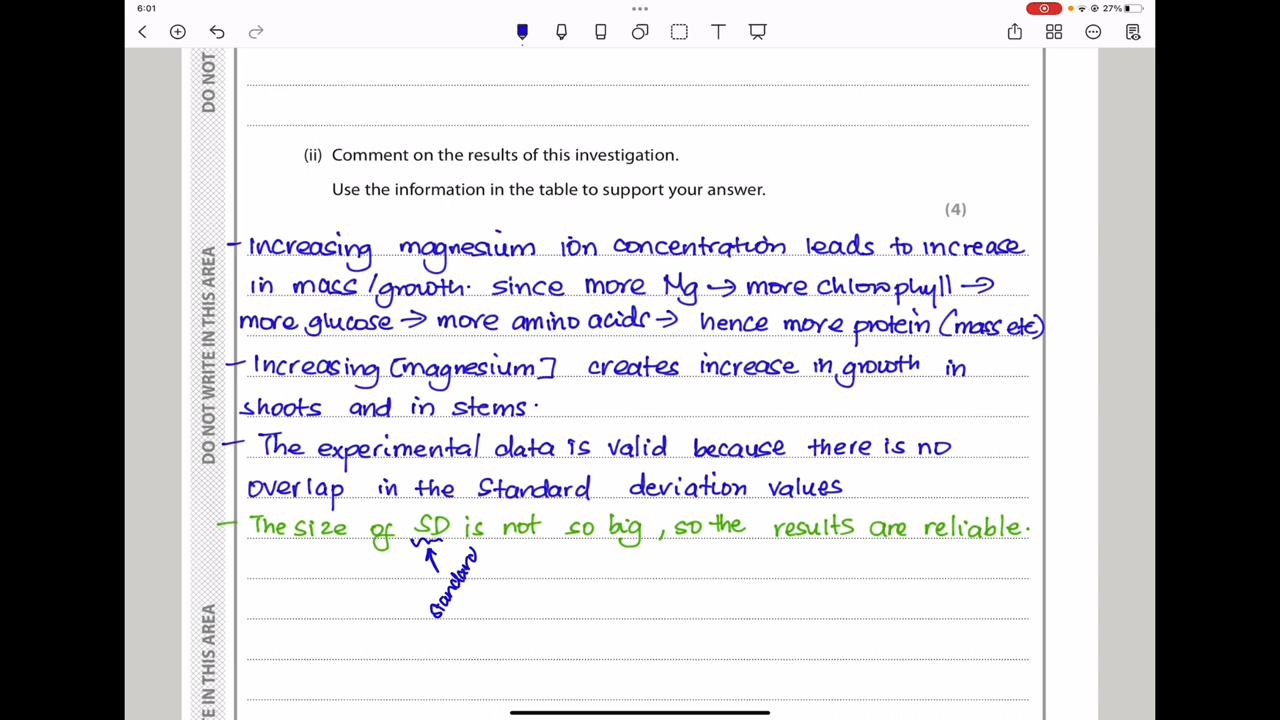 6:01
27%
DO NOT
(ii) Comment on the results of this investigation.
Use the information in the table to support your answer.
(4)
- Increasing magnesium ion concentration leads to increase
in mass/growth. since more Mg → more chlorophyll →
more glucose → more amino acids → hence more protein (mass etc)
- Increasing [magnesium] creates increase in growth in
shoots and in stems.
- The experimental data is valid because there is no
overlap in the standard deviation values
- The size of SD is not so big, so the results are reliable.
standard
DO NOT WRITE IN THIS AREA
TE IN THIS AREA